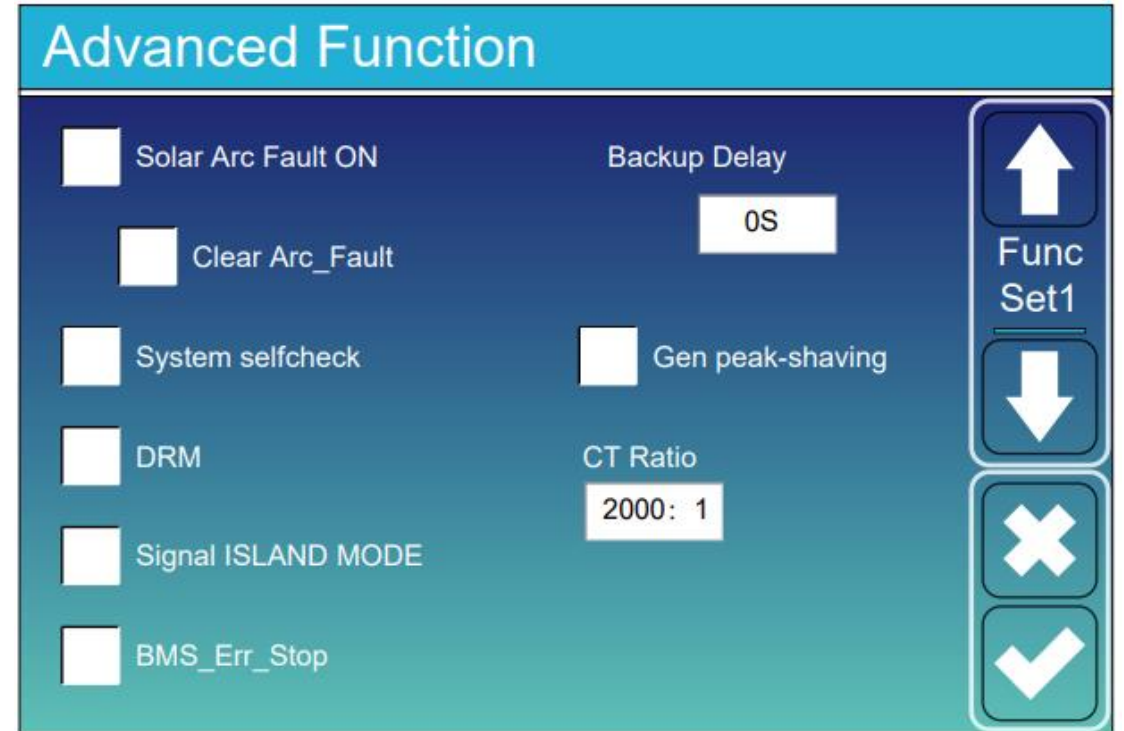 Advanced Function
Solar Arc Fault ON
Backup Delay
0S
Clear Arc_Fault
Func
Set1
System selfcheck
Gen peak-shaving
DRM
CT Ratio
2000: 1
Signal ISLAND MODE
BMS_Err_Stop